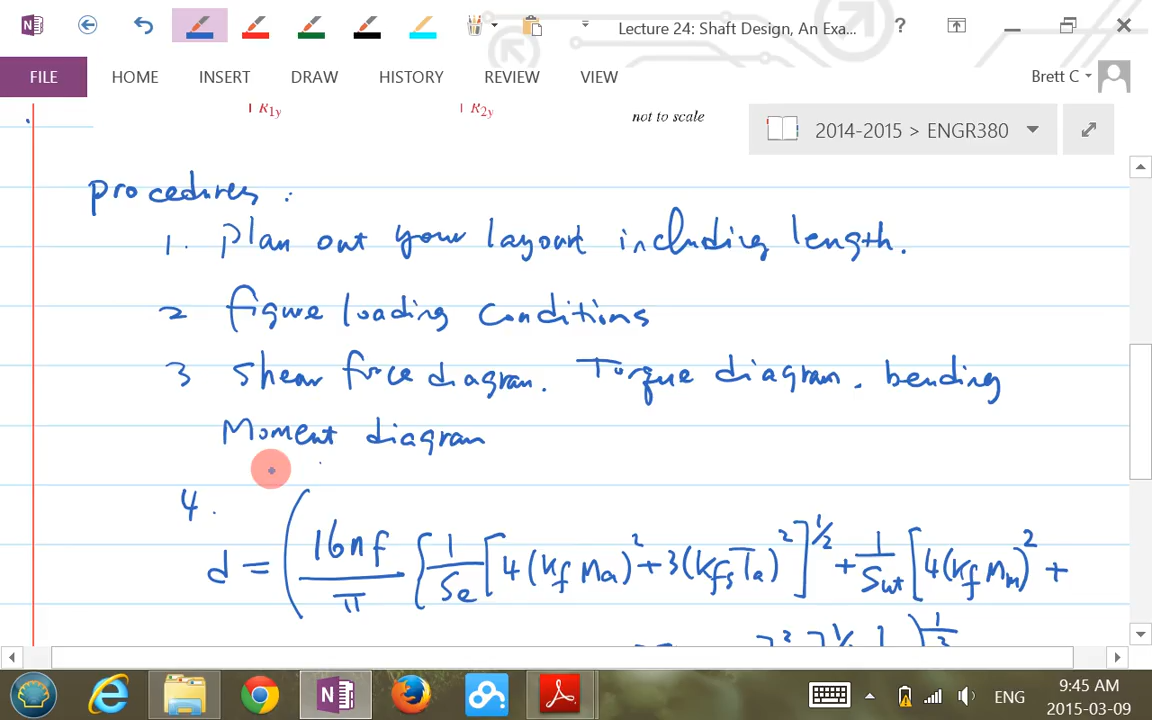 Lecture 24: Shaft Design, An Exa...
?
FILE HOME INSERT DRAW HISTORY REVIEW VIEW
Brett C
R1y R2y not to scale
2014-2015 > ENGR380
procedures :
1. plan out your layout including length.
2 figure loading conditions
3 Shear force diagram. Torque diagram. bending
Moment diagram
4.
d = (16nf/π {1/Se [4(kf Ma)² + 3(kfs Ta)²]^1/2 + 1/Sut [4(kf Mm)² +
ENG
9:45 AM
2015-03-09